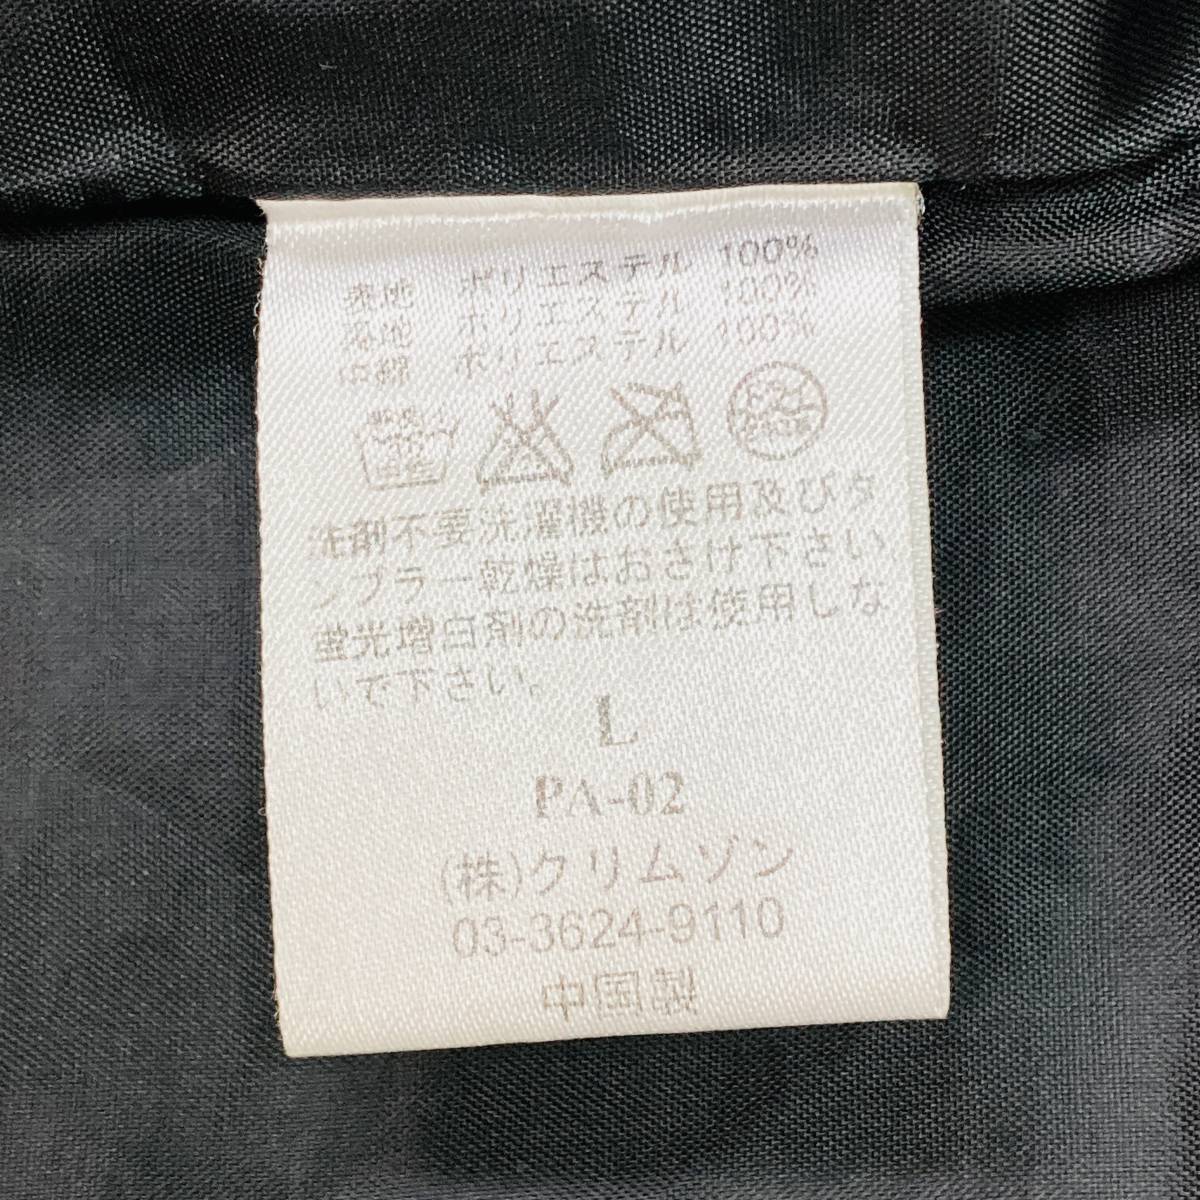 表地 ポリエステル 100%
裏地 ポリエステル 100%
中綿 ポリエステル 100%
洗剤不要洗濯機の使用及びタ
ンブラー乾燥はおさけ下さい。
蛍光増白剤の洗剤は使用しな
いで下さい。
L
PA-02
(株)クリムゾン
03-3624-9110
中国製